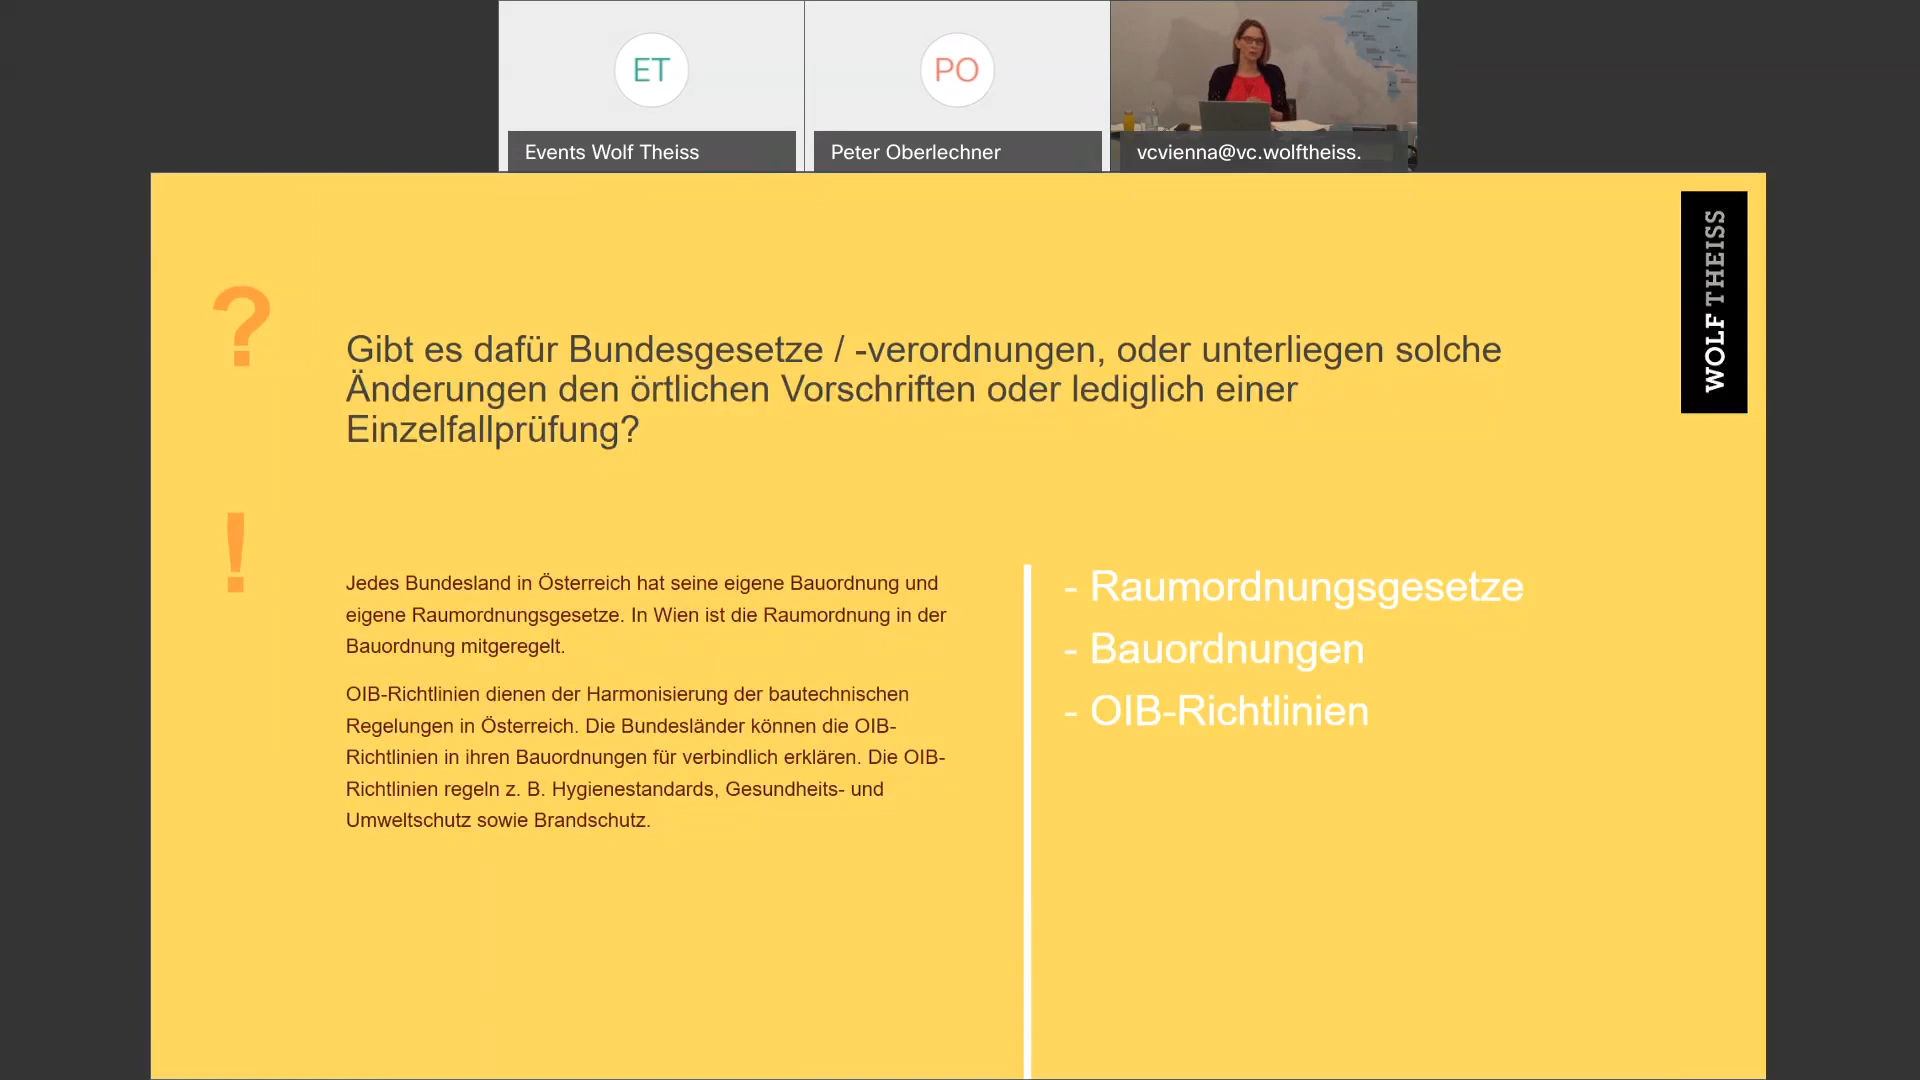 ET
PO
Events Wolf Theiss
Peter Oberlechner
vcvienna@vc.wolftheiss.
WOLF THEISS
?
Gibt es dafür Bundesgesetze / -verordnungen, oder unterliegen solche
Änderungen den örtlichen Vorschriften oder lediglich einer
Einzelfallprüfung?
!
Jedes Bundesland in Österreich hat seine eigene Bauordnung und
eigene Raumordnungsgesetze. In Wien ist die Raumordnung in der
Bauordnung mitgeregelt.
OIB-Richtlinien dienen der Harmonisierung der bautechnischen
Regelungen in Österreich. Die Bundesländer können die OIB-
Richtlinien in ihren Bauordnungen für verbindlich erklären. Die OIB-
Richtlinien regeln z. B. Hygienestandards, Gesundheits- und
Umweltschutz sowie Brandschutz.
- Raumordnungsgesetze
- Bauordnungen
- OIB-Richtlinien